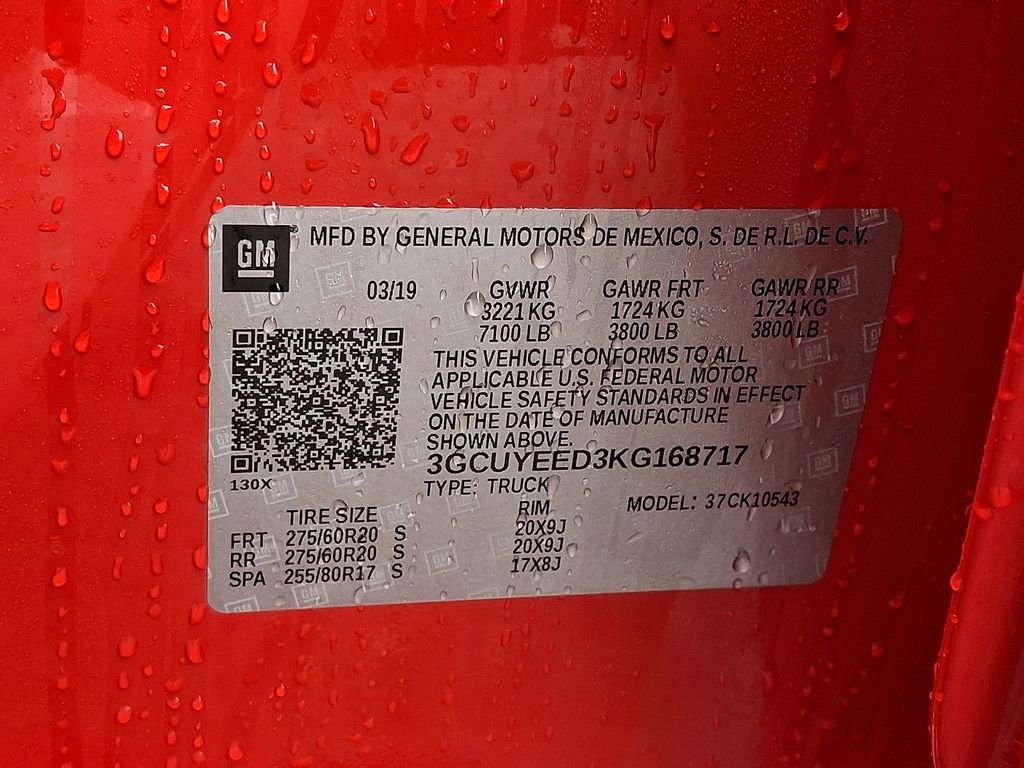 GM MFD BY GENERAL MOTORS DE MEXICO, S. DE R.L. DE C.V.
03/19 GVWR GAWR FRT GAWR RR
3221 KG 1724 KG 1724 KG
7100 LB 3800 LB 3800 LB
THIS VEHICLE CONFORMS TO ALL
APPLICABLE U.S. FEDERAL MOTOR
VEHICLE SAFETY STANDARDS IN EFFECT
ON THE DATE OF MANUFACTURE
SHOWN ABOVE.
3GCUYEED3KG168717
130X
TYPE: TRUCK MODEL: 37CK10543
TIRE SIZE RIM
FRT 275/60R20 S 20X9J
RR 275/60R20 S 20X9J
SPA 255/80R17 S 17X8J